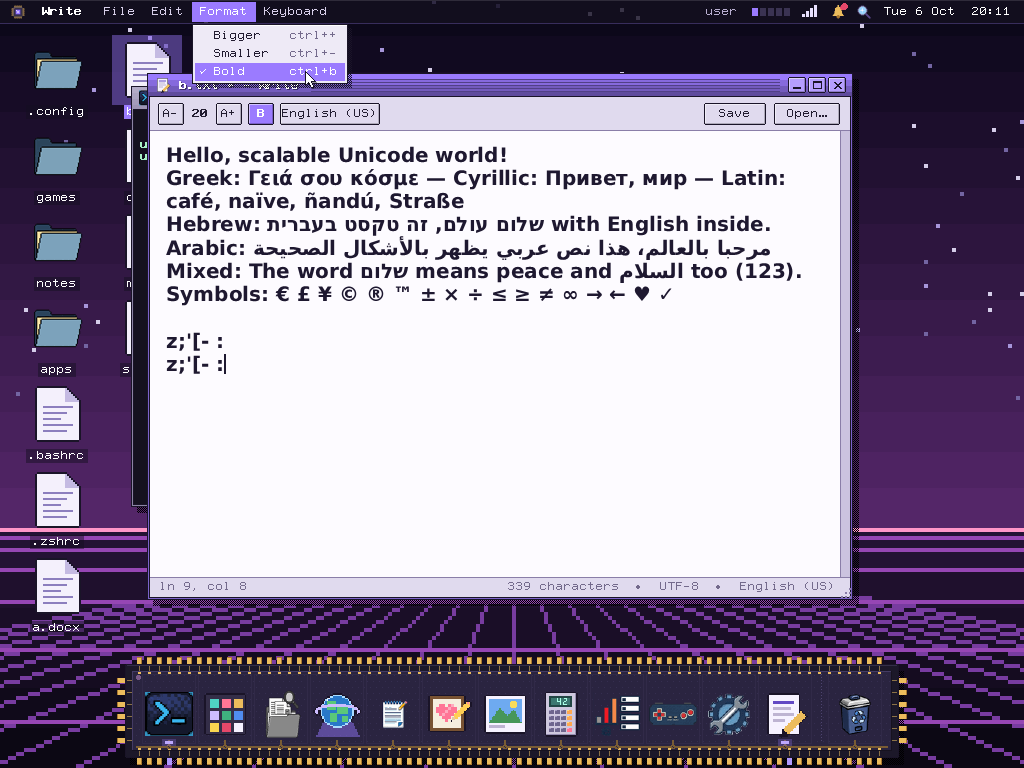 Write File Edit Format Keyboard user Tue 6 Oct 20:11
Bigger ctrl++
Smaller ctrl+-
✓ Bold ctrl+b
A- 20 A+ B English (US) Save Open…
Hello, scalable Unicode world!
Greek: Γειά σου κόσμε — Cyrillic: Привет, мир — Latin:
café, naïve, ñandú, Straße
Hebrew: שלום עולם, זה טקסט בעברית with English inside.
Arabic: مرحبا بالعالم، هذا نص عربي يظهر بالأشكال الصحيحة
Mixed: The word שלום means peace and السلام too (123).
Symbols: € £ ¥ © ® ™ ± × ÷ ≤ ≥ ≠ ∞ → ← ♥ ✓
z;'[- :
z;'[- :
ln 9, col 8 339 characters • UTF-8 • English (US)
.config
games
notes
apps
.bashrc
.zshrc
a.docx
42